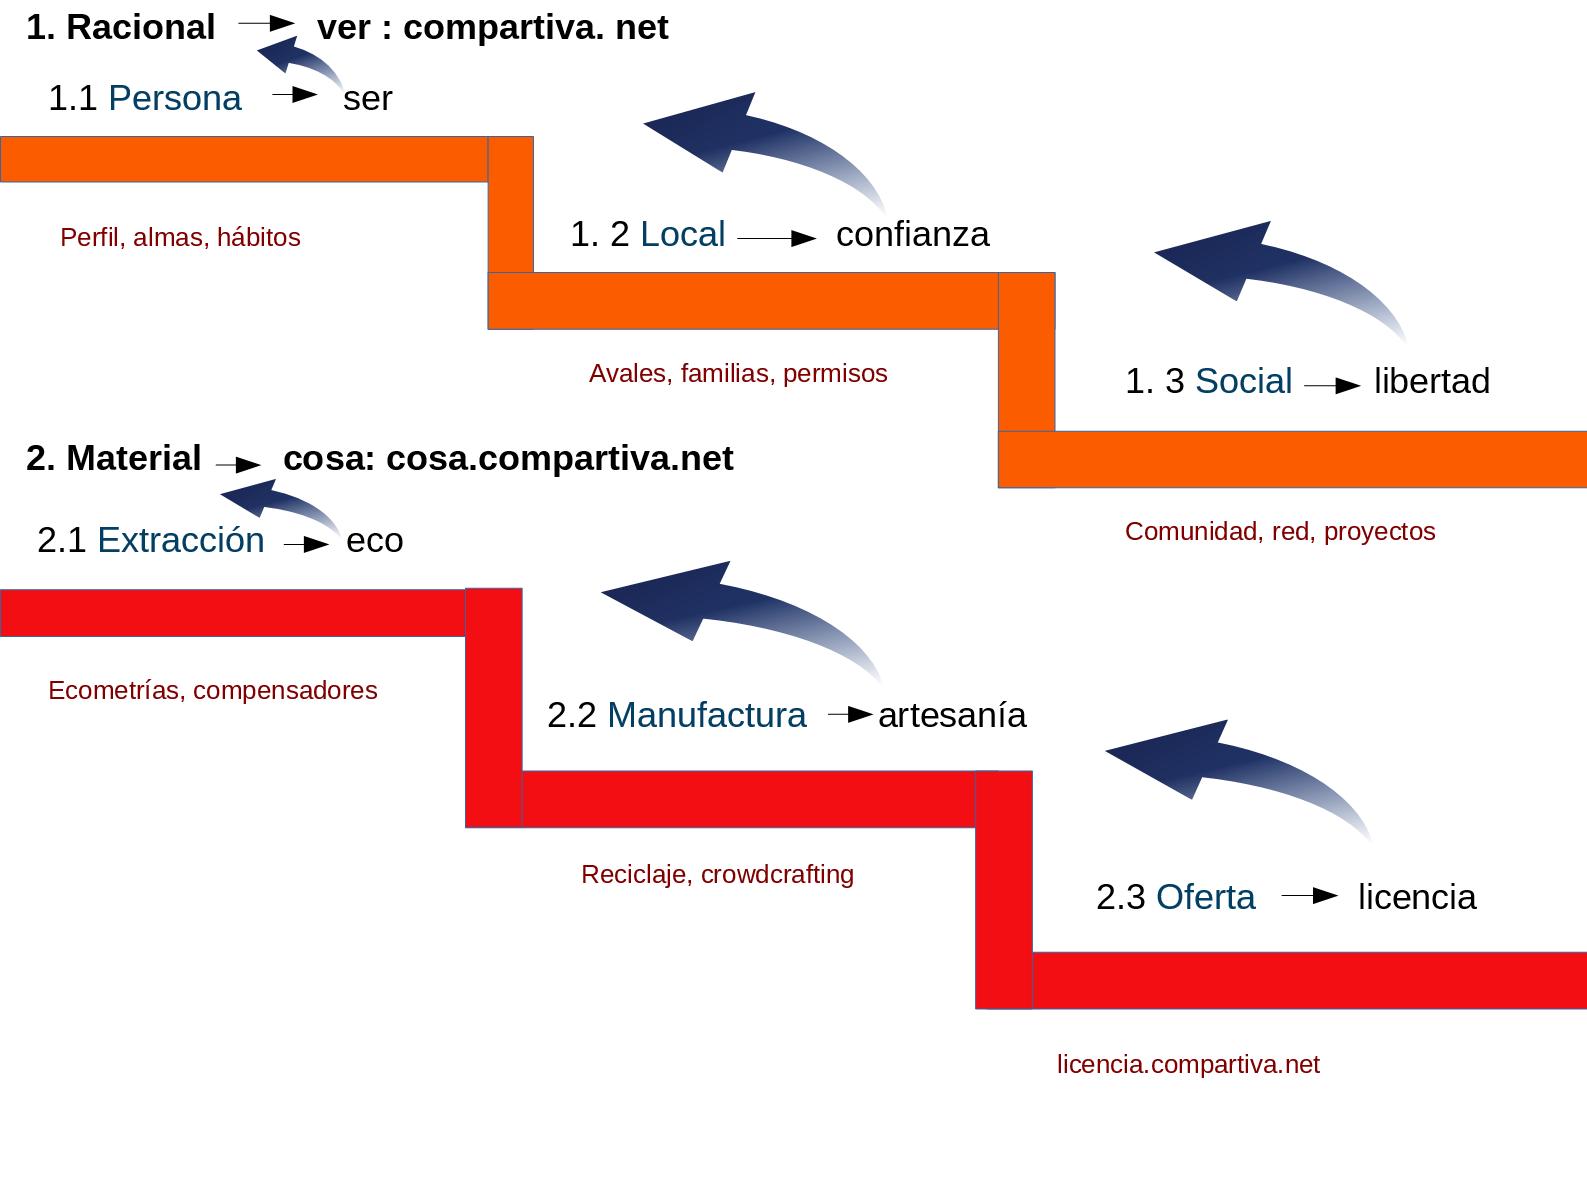 1. Racional ver : compartiva. net
1.1 Persona ser
Perfil, almas, hábitos
1. 2 Local confianza
Avales, familias, permisos
1. 3 Social libertad
Comunidad, red, proyectos
2. Material cosa: cosa.compartiva.net
2.1 Extracción eco
Ecometrías, compensadores
2.2 Manufactura artesanía
Reciclaje, crowdcrafting
2.3 Oferta licencia
licencia.compartiva.net